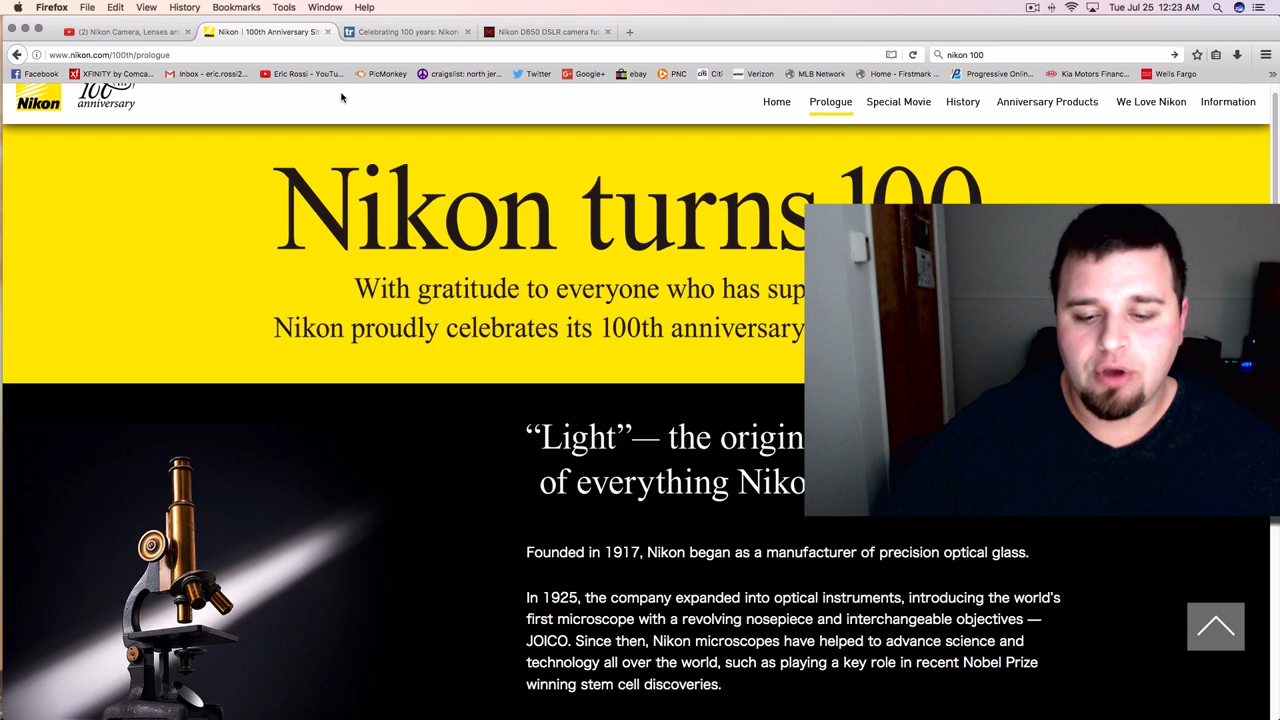 Firefox File Edit View History Bookmarks Tools Window Help
Tue Jul 25 12:23 AM
(2) Nikon Camera, Lenses an
Nikon | 100th Anniversary Sit
Celebrating 100 years: Nikon
Nikon D850 DSLR camera fut
www.nikon.com/100th/prologue
nikon 100
Facebook
XFINITY by Comca...
Inbox - eric.rossi2...
Eric Rossi - YouTu...
PicMonkey
craigslist: north jer...
Twitter
Google+
ebay
PNC
Citi
Verizon
MLB Network
Home - Firstmark ...
Progressive Onlin...
Kia Motors Financ...
Wells Fargo
Nikon
100
anniversary
Home Prologue Special Movie History Anniversary Products We Love Nikon Information
Nikon turns 100
With gratitude to everyone who has sup
Nikon proudly celebrates its 100th anniversary
“Light”— the origin
of everything Niko
Founded in 1917, Nikon began as a manufacturer of precision optical glass.
In 1925, the company expanded into optical instruments, introducing the world's
first microscope with a revolving nosepiece and interchangeable objectives —
JOICO. Since then, Nikon microscopes have helped to advance science and
technology all over the world, such as playing a key role in recent Nobel Prize
winning stem cell discoveries.